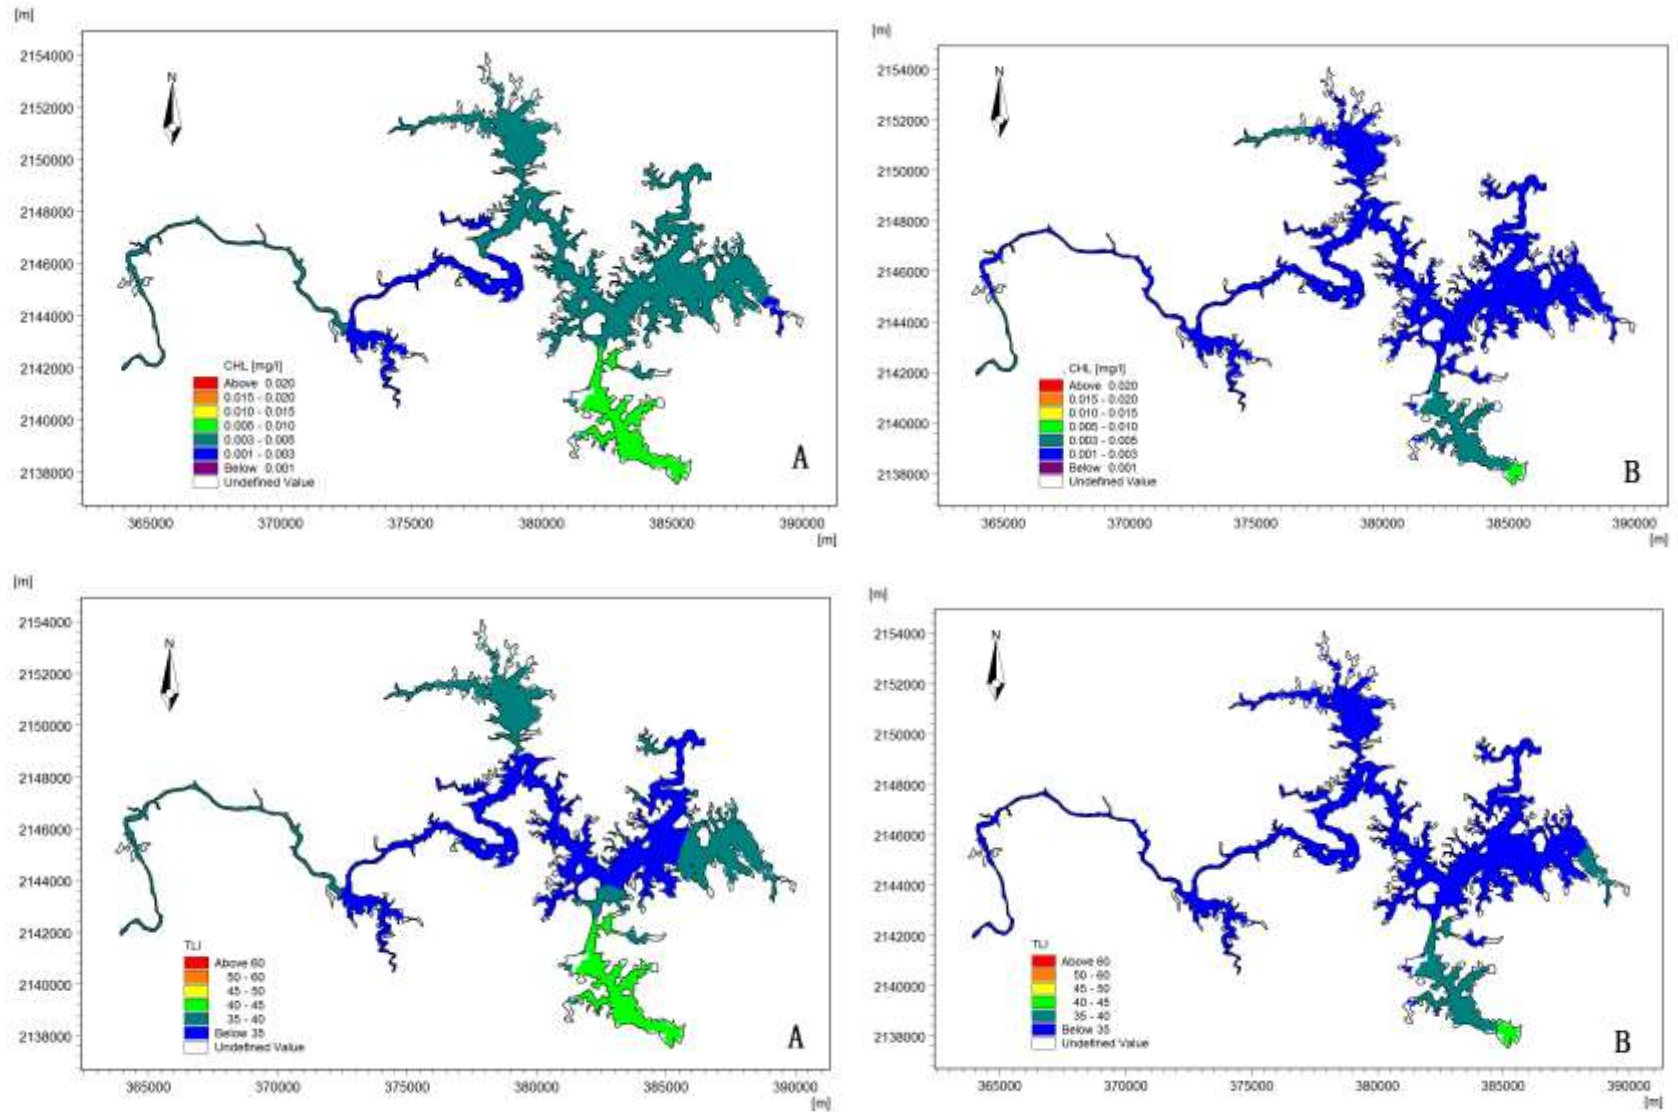 [m]
2154000
2152000
2150000
2148000
2146000
2144000
2142000
2140000
2138000
N
CHL [mg/l]
Above 0.020
0.015 - 0.020
0.010 - 0.015
0.005 - 0.010
0.003 - 0.005
0.001 - 0.003
Below 0.001
Undefined Value
A
365000 370000 375000 380000 385000 390000
[m]
[m]
2154000
2152000
2150000
2148000
2146000
2144000
2142000
2140000
2138000
N
CHL [mg/l]
Above 0.020
0.015 - 0.020
0.010 - 0.015
0.005 - 0.010
0.003 - 0.005
0.001 - 0.003
Below 0.001
Undefined Value
B
365000 370000 375000 380000 385000 390000
[m]
[m]
2154000
2152000
2150000
2148000
2146000
2144000
2142000
2140000
2138000
N
TLI
Above 60
50 - 60
45 - 50
40 - 45
35 - 40
Below 35
Undefined Value
A
365000 370000 375000 380000 385000 390000
[m]
[m]
2154000
2152000
2150000
2148000
2146000
2144000
2142000
2140000
2138000
N
TLI
Above 60
50 - 60
45 - 50
40 - 45
35 - 40
Below 35
Undefined Value
B
365000 370000 375000 380000 385000 390000
[m]